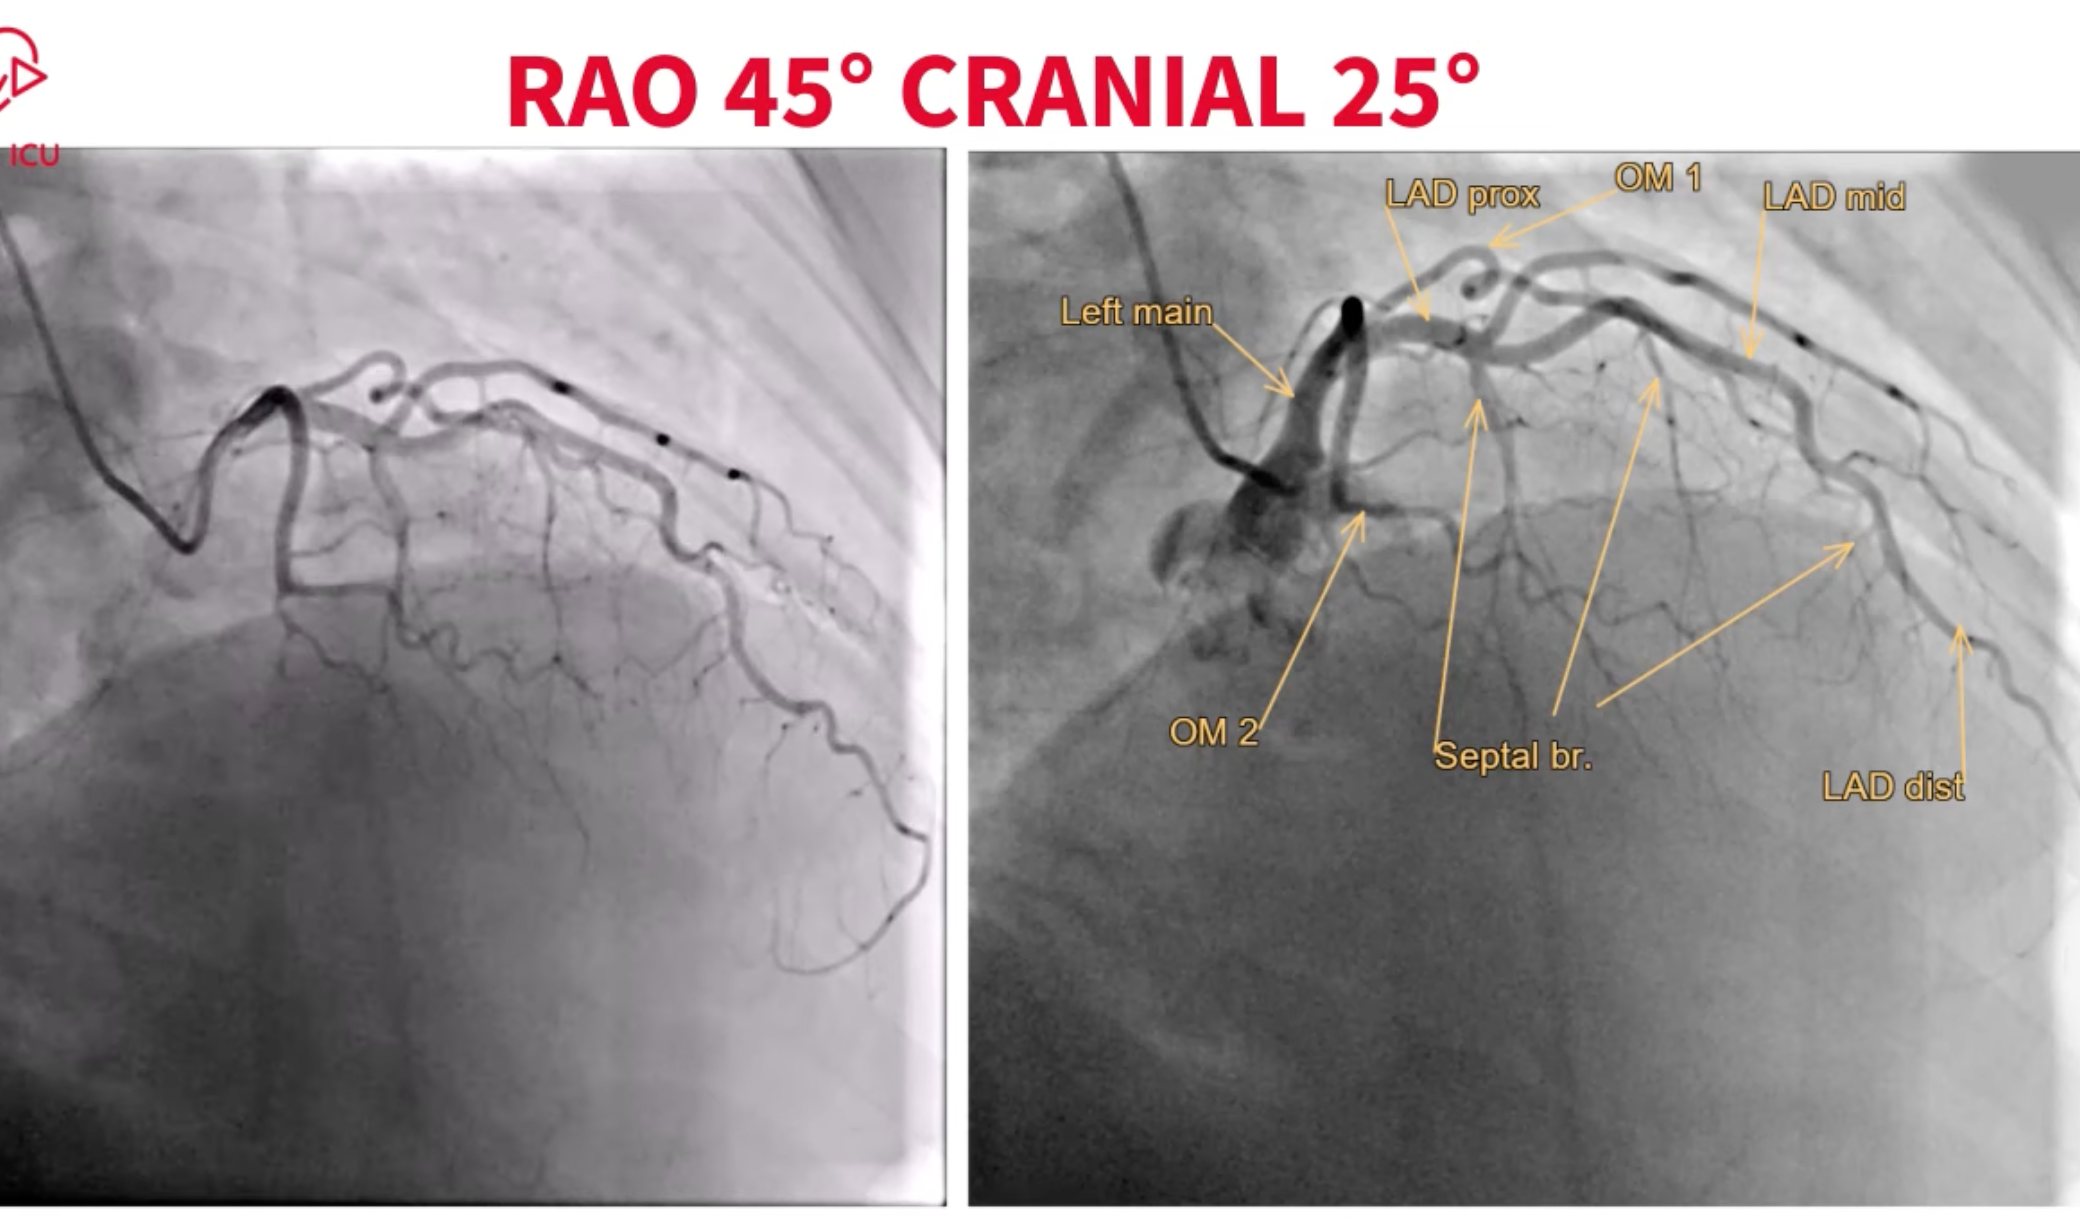 RAO 45° CRANIAL 25°
ICU
LAD prox
OM 1
LAD mid
Left main
OM 2
Septal br.
LAD dist